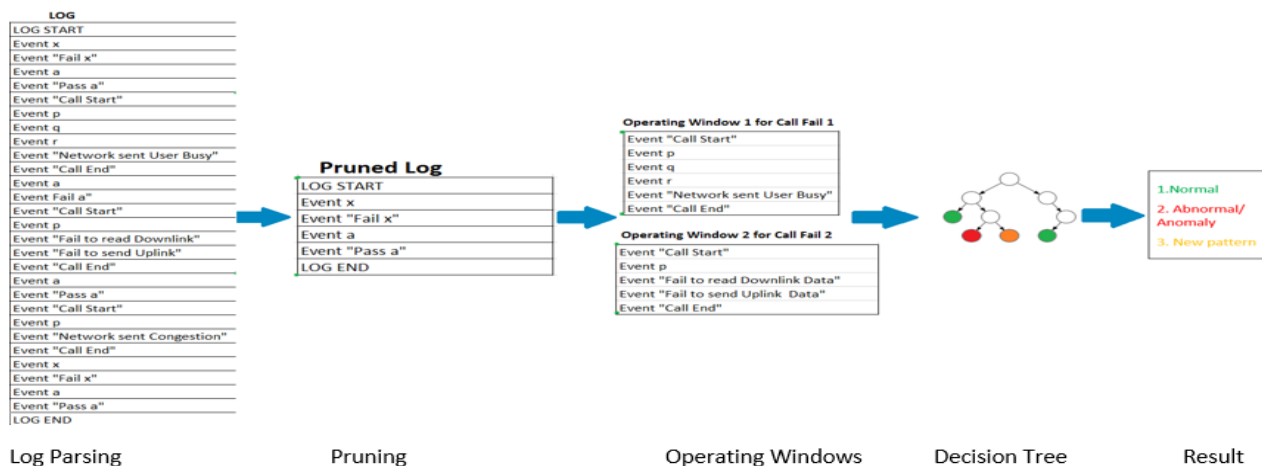 LOG
LOG START
Event x
Event "Fail x"
Event a
Event "Pass a"
Event "Call Start"
Event p
Event q
Event r
Event "Network sent User Busy"
Event "Call End"
Event a
Event Fail a"
Event "Call Start"
Event p
Event "Fail to read Downlink"
Event "Fail to send Uplink"
Event "Call End"
Event a
Event "Pass a"
Event "Call Start"
Event p
Event "Network sent Congestion"
Event "Call End"
Event x
Event "Fail x"
Event a
Event "Pass a"
LOG END
Pruned Log
LOG START
Event x
Event "Fail x"
Event a
Event "Pass a"
LOG END
Operating Window 1 for Call Fail 1
Event "Call Start"
Event p
Event q
Event r
Event "Network sent User Busy"
Event "Call End"
Operating Window 2 for Call Fail 2
Event "Call Start"
Event p
Event "Fail to read Downlink Data"
Event "Fail to send Uplink Data"
Event "Call End"
1.Normal
2. Abnormal/
Anomaly
3. New pattern
Log Parsing
Pruning
Operating Windows
Decision Tree
Result